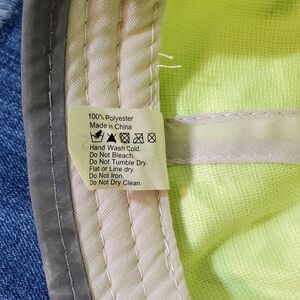 100% Polyester
Made in China
Hand Wash Cold.
Do Not Bleach.
Do Not Tumble Dry.
Flat or Line dry.
Do Not Iron.
Do Not Dry Clean.